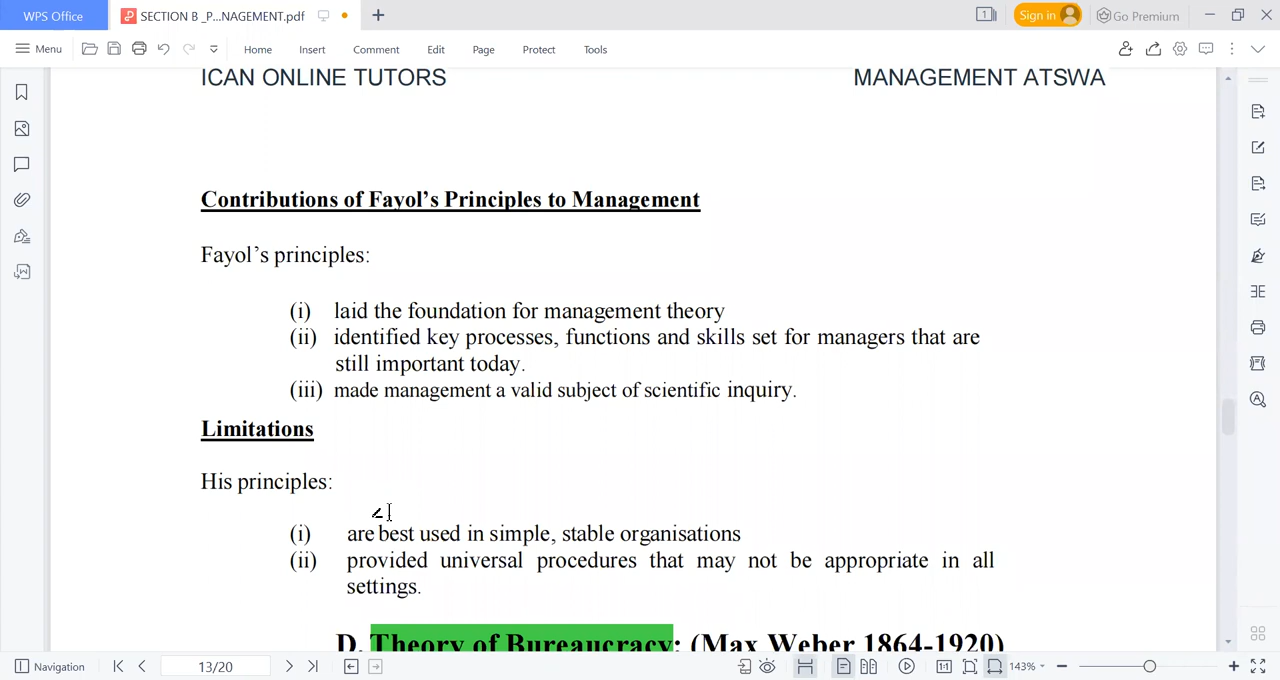 WPS Office
SECTION B _P...NAGEMENT.pdf
1
Sign in
Go Premium
Menu
Home
Insert
Comment
Edit
Page
Protect
Tools
ICAN ONLINE TUTORS
MANAGEMENT ATSWA
Contributions of Fayol’s Principles to Management
Fayol’s principles:
(i) laid the foundation for management theory
(ii) identified key processes, functions and skills set for managers that are
still important today.
(iii) made management a valid subject of scientific inquiry.
Limitations
His principles:
(i) are best used in simple, stable organisations
(ii) provided universal procedures that may not be appropriate in all
settings.
D. Theory of Bureaucracy: (Max Weber 1864-1920)
Navigation
13/20
1:1
143%